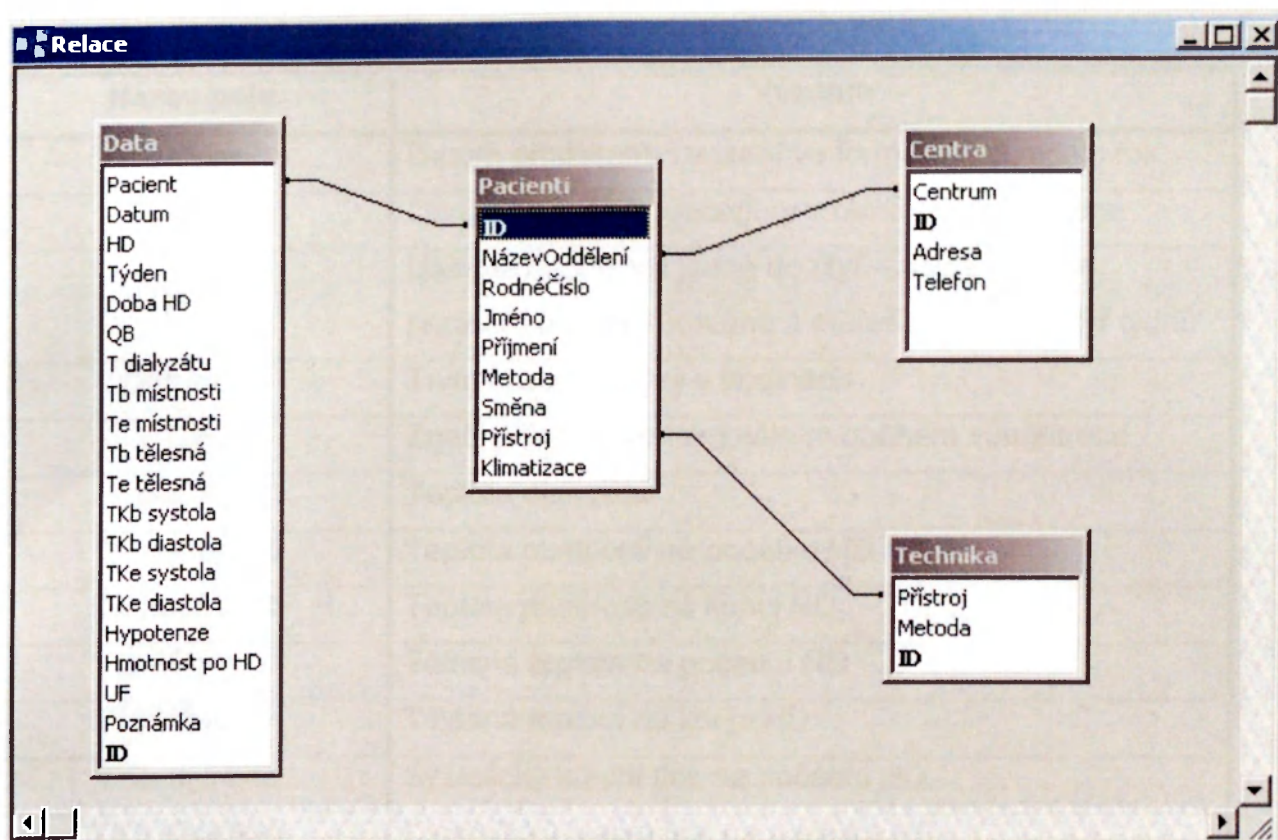 Relace
Data
Pacient
Datum
HD
Týden
Doba HD
QB
T dialyzátu
Tb místnosti
Te místnosti
Tb tělesná
Te tělesná
TKb systola
TKb diastola
TKe systola
TKe diastola
Hypotenze
Hmotnost po HD
UF
Poznámka
ID
Pacienti
ID
NázevOddělení
RodnéČíslo
Jméno
Příjmení
Metoda
Směna
Přístroj
Klimatizace
Centra
Centrum
ID
Adresa
Telefon
Technika
Přístroj
Metoda
ID